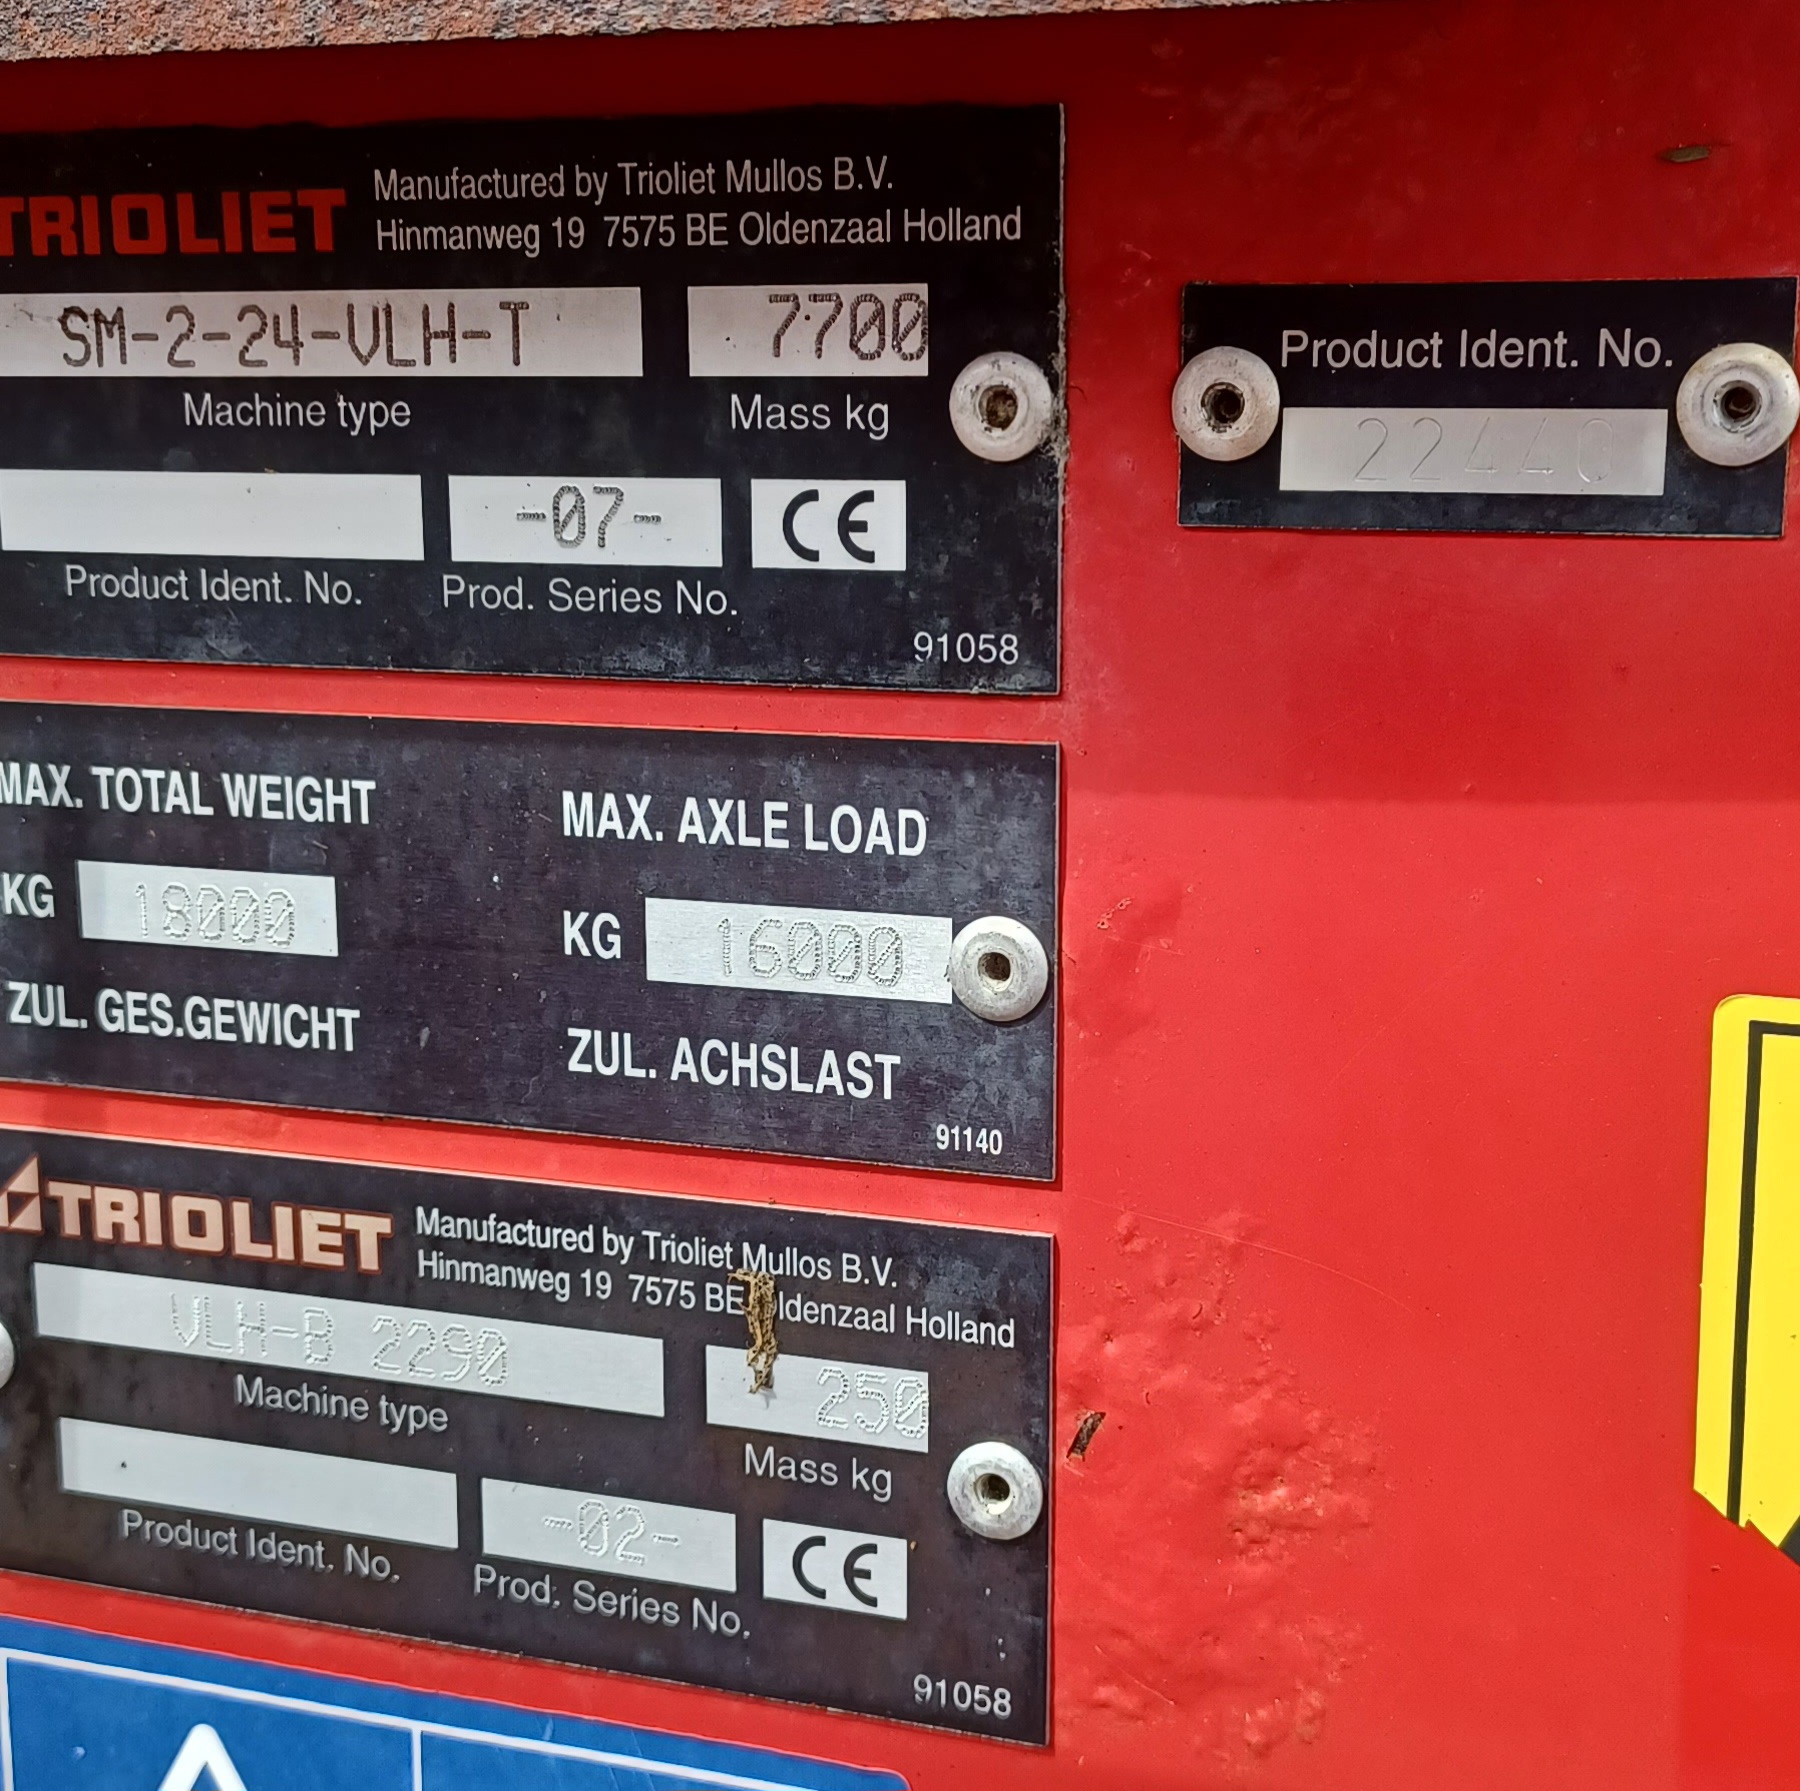 TRIOLIET
Manufactured by Trioliet Mullos B.V.
Hinmanweg 19 7575 BE Oldenzaal Holland
SM-2-24-VLH-T 7700
Machine type Mass kg
-07- CE
Product Ident. No. Prod. Series No.
91058
Product Ident. No.
22440
MAX. TOTAL WEIGHT MAX. AXLE LOAD
KG 18000 KG 16000
ZUL. GES.GEWICHT ZUL. ACHSLAST
91140
TRIOLIET
Manufactured by Trioliet Mullos B.V.
Hinmanweg 19 7575 BE Oldenzaal Holland
VLH-B 2290 250
Machine type Mass kg
-02- CE
Product Ident. No. Prod. Series No.
91058